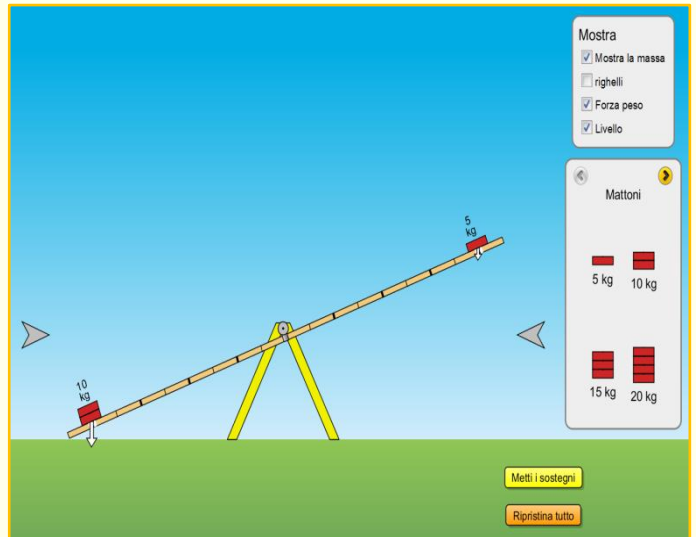 Mostra
Mostra la massa
righelli
Forza peso
Livello
Mattoni
5 kg
10 kg
15 kg
20 kg
5
kg
10
kg
Metti i sostegni
Ripristina tutto